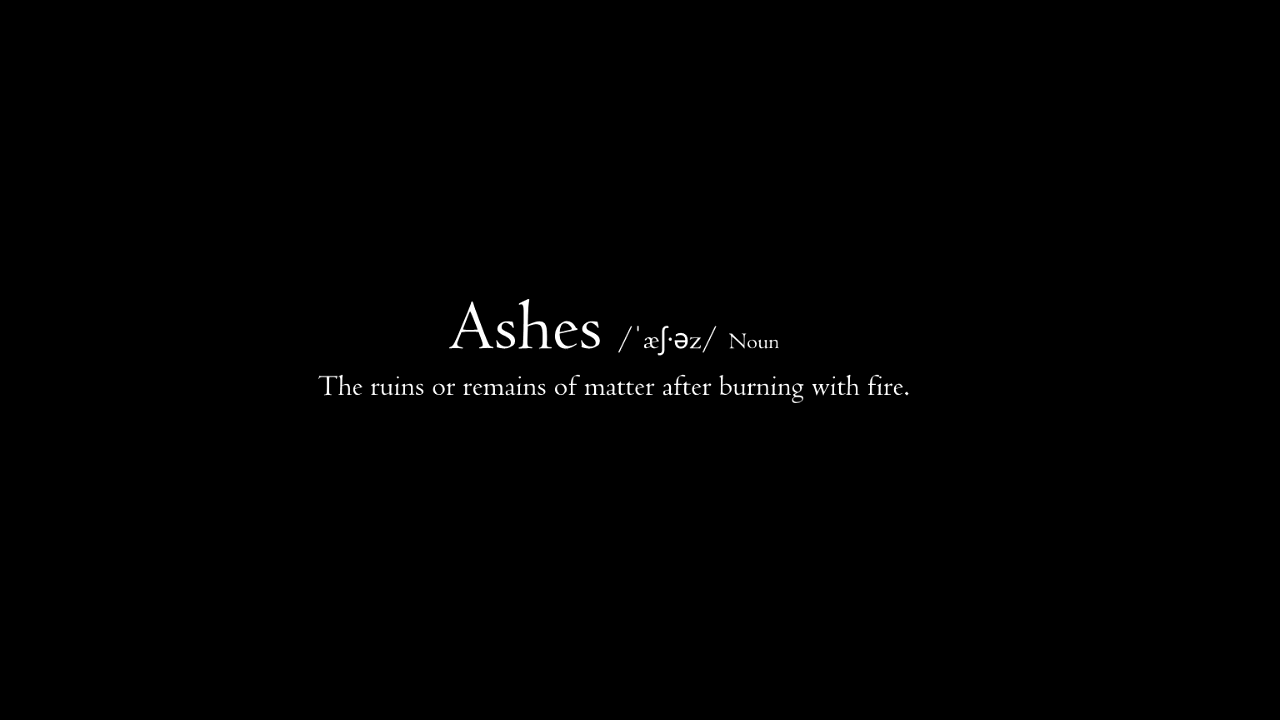 Ashes /ˈæʃ·əz/ Noun
The ruins or remains of matter after burning with fire.